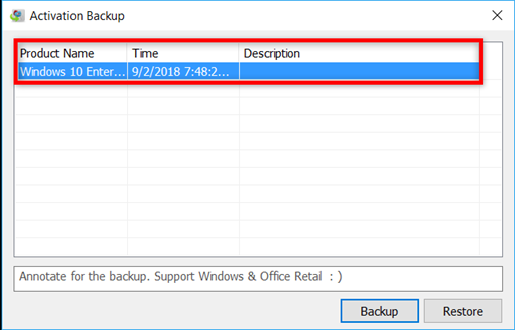 Activation Backup
Product Name Time Description
Windows 10 Enter... 9/2/2018 7:48:2...
Annotate for the backup. Support Windows & Office Retail : )
Backup Restore